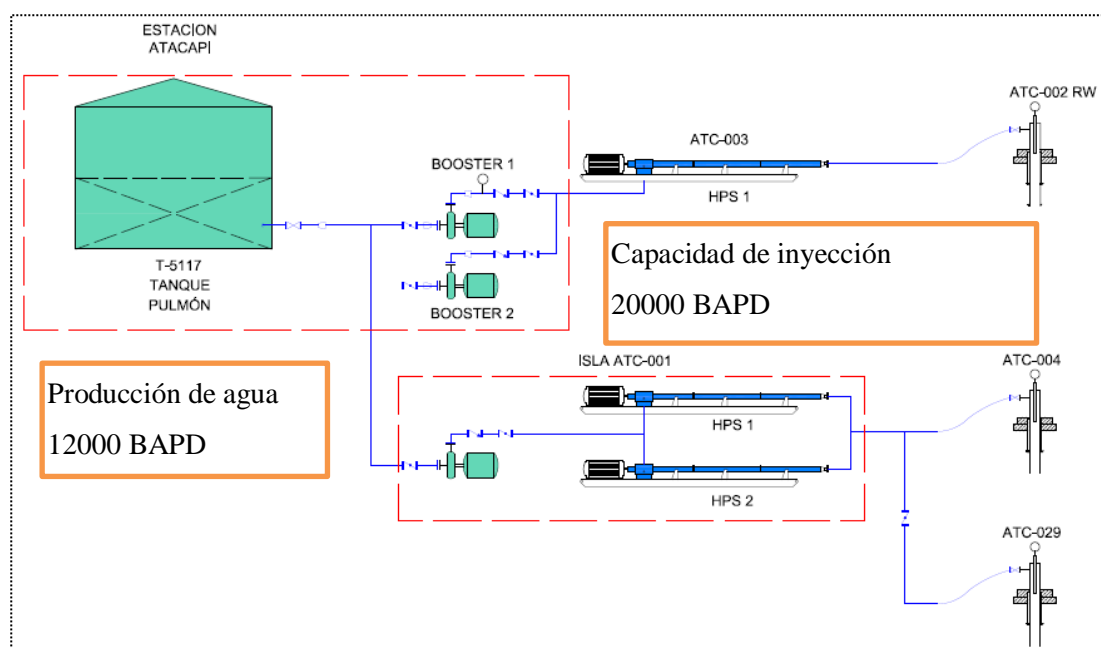 ESTACION
ATACAPI
T-5117
TANQUE
PULMÓN
BOOSTER 1
BOOSTER 2
ATC-003
HPS 1
ATC-002 RW
Capacidad de inyección
20000 BAPD
Producción de agua
12000 BAPD
ISLA ATC-001
HPS 1
HPS 2
ATC-004
ATC-029